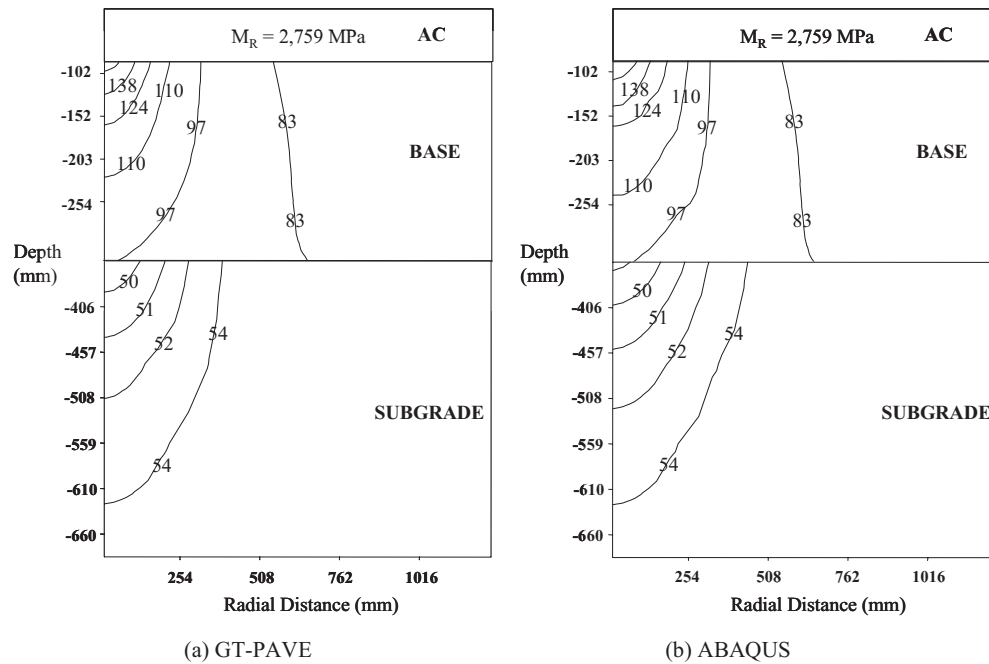 M_R = 2,759 MPa AC
-102
138
110
124
-152
97
83
-203
110
BASE
-254
97
83
Depth
(mm)
50
-406
51
52
54
-457
-508
SUBGRADE
-559
54
-610
-660
254 508 762 1016
Radial Distance (mm)
(a) GT-PAVE
M_R = 2,759 MPa AC
-102
138
110
124
-152
97
83
-203
110
BASE
-254
97
83
Depth
(mm)
50
-406
51
52
54
-457
-508
SUBGRADE
-559
54
-610
-660
254 508 762 1016
Radial Distance (mm)
(b) ABAQUS